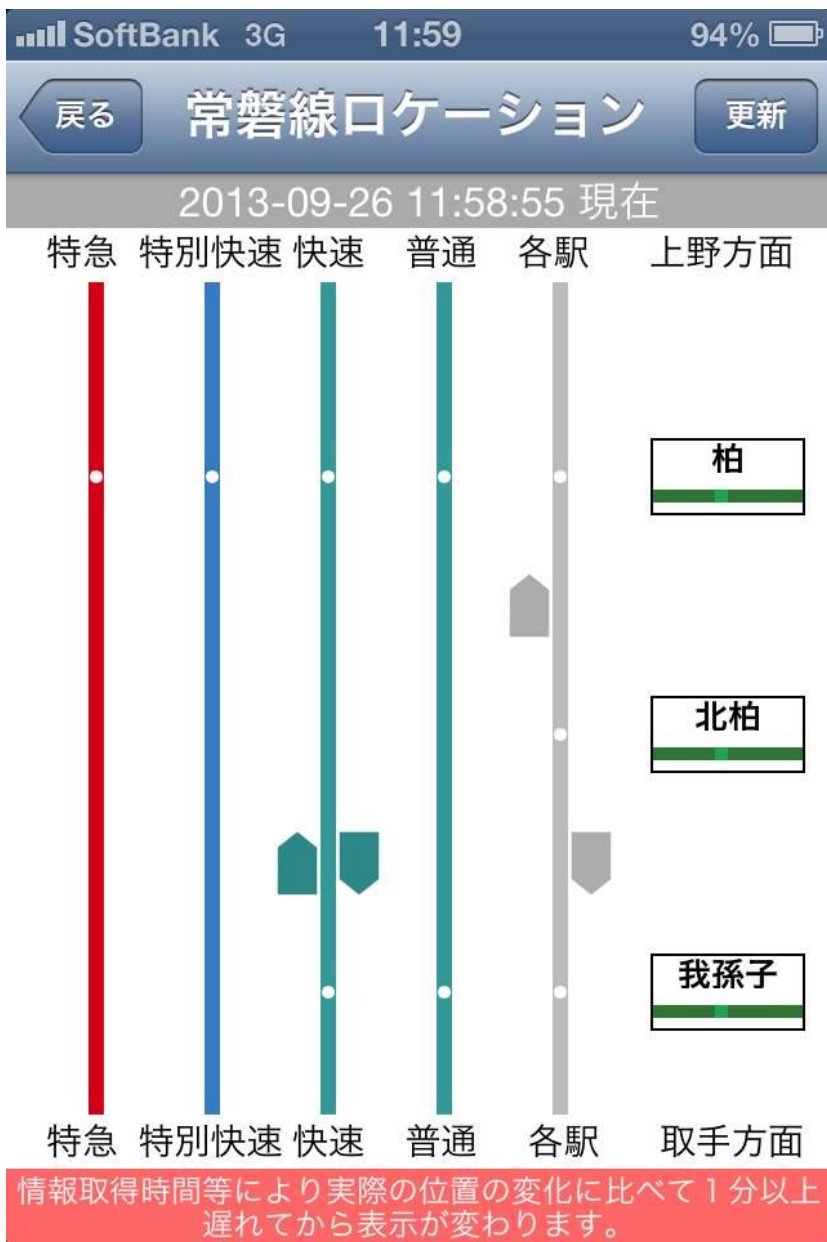 SoftBank 3G 11:59 94%
戻る 常磐線ロケーション 更新
2013-09-26 11:58:55 現在
特急 特別快速 快速 普通 各駅 上野方面
柏
北柏
我孫子
特急 特別快速 快速 普通 各駅 取手方面
情報取得時間等により実際の位置の変化に比べて1分以上
遅れてから表示が変わります。